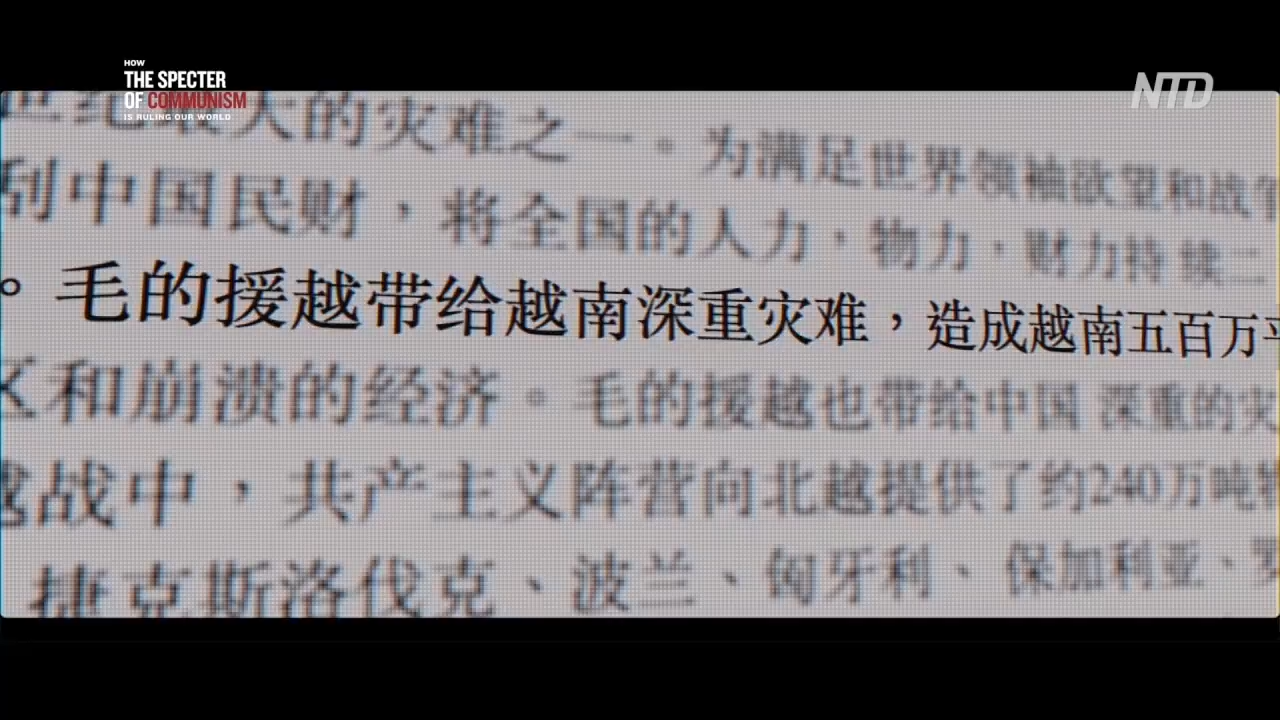 HOW
THE SPECTER
OF COMMUNISM
IS RULING OUR WORLD
NTD
世纪最大的灾难之一。为满足世界领袖欲望和战争
刮中国民财，将全国的人力，物力，财力持续二
。毛的援越带给越南深重灾难，造成越南五百万平
和崩溃的经济。毛的援越也带给中国深重的灾
越战中，共产主义阵营向北越提供了约240万吨物
捷克斯洛伐克、波兰、匈牙利、保加利亚、罗